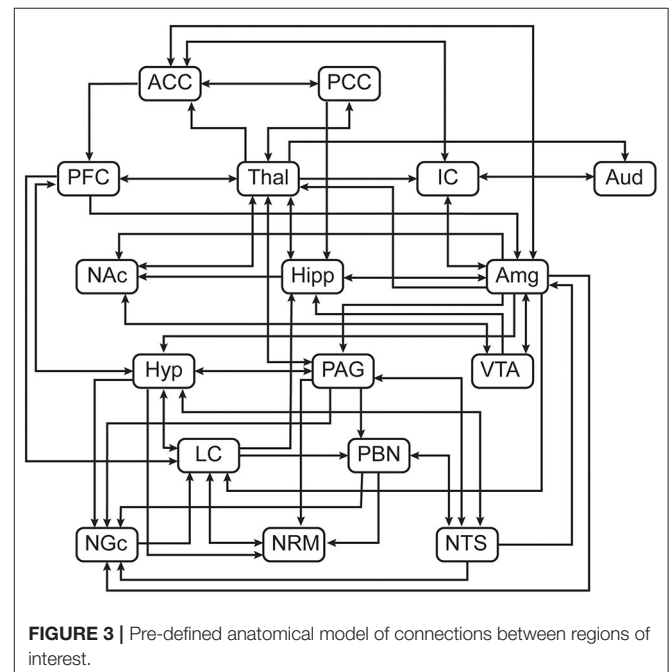 ACC PCC
PFC Thal IC Aud
NAc Hipp Amg
Hyp PAG VTA
LC PBN
NGc NRM NTS
FIGURE 3 | Pre-defined anatomical model of connections between regions of
interest.